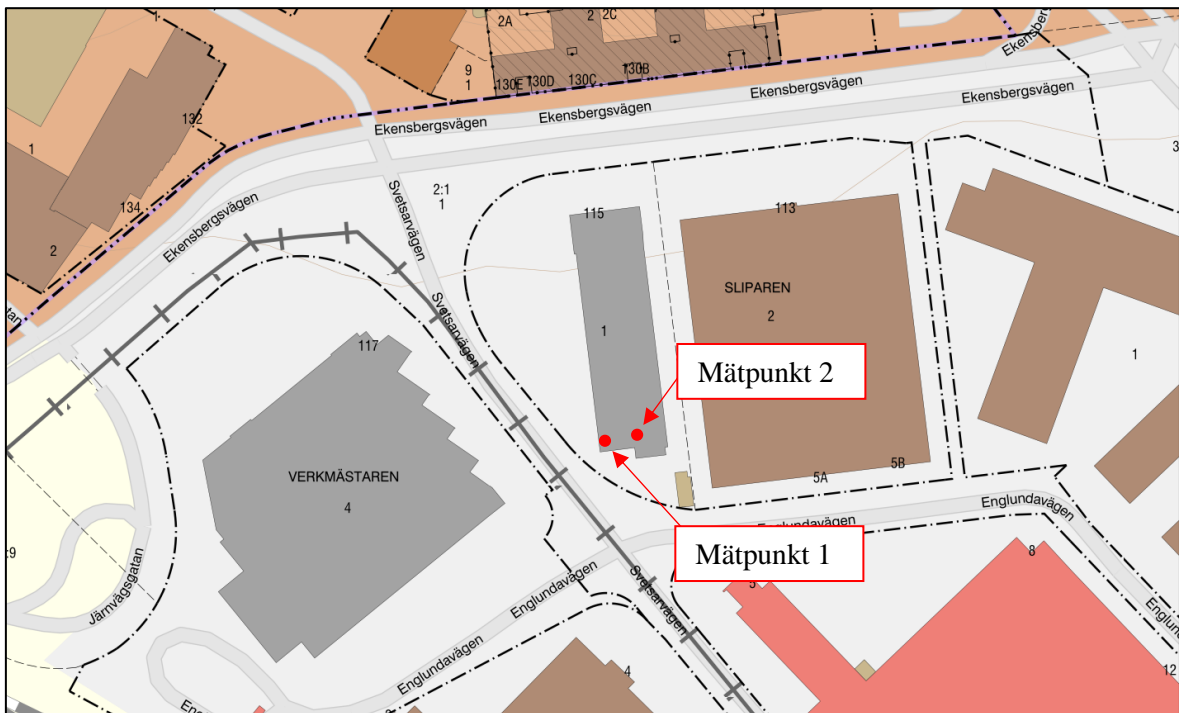 2A
2
2C
9
1
130E
130D
130C
130B
Ekensbergsvägen
Ekensbergsvägen
Ekensbergsvägen
Ekensbergsvägen
132
1
134
2
Ekensbergsvägen
Svetsarvägen
2:1
1
115
113
3
SLIPAREN
2
1
1
117
Svetsarvägen
Mätpunkt 2
VERKMÄSTAREN
4
5A
5B
Englundavägen
Englundavägen
Mätpunkt 1
:9
Järnvägsgatan
Englundavägen
Svetsarvägen
5
8
Englundavägen
4
12